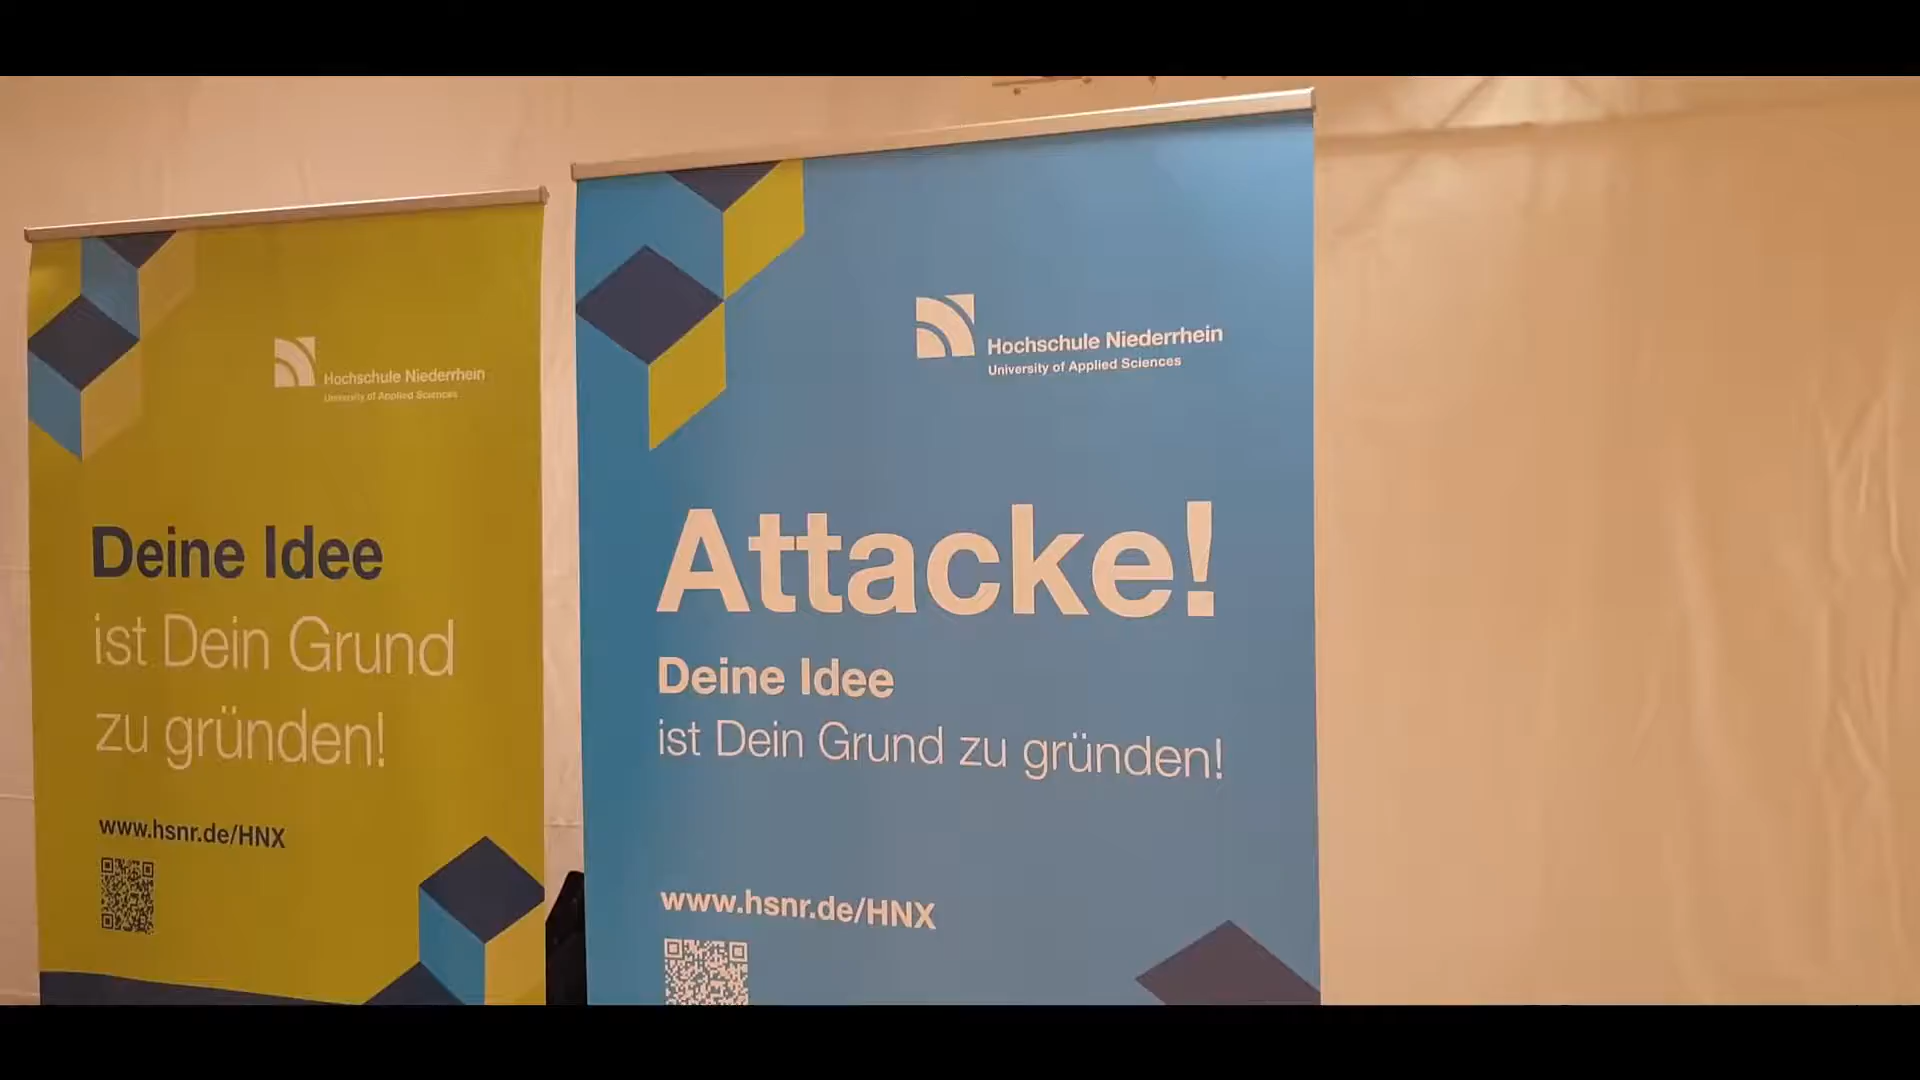 Hochschule Niederrhein
University of Applied Sciences
Deine Idee
ist Dein Grund
zu gründen!
www.hsnr.de/HNX
Hochschule Niederrhein
University of Applied Sciences
Attacke!
Deine Idee
ist Dein Grund zu gründen!
www.hsnr.de/HNX